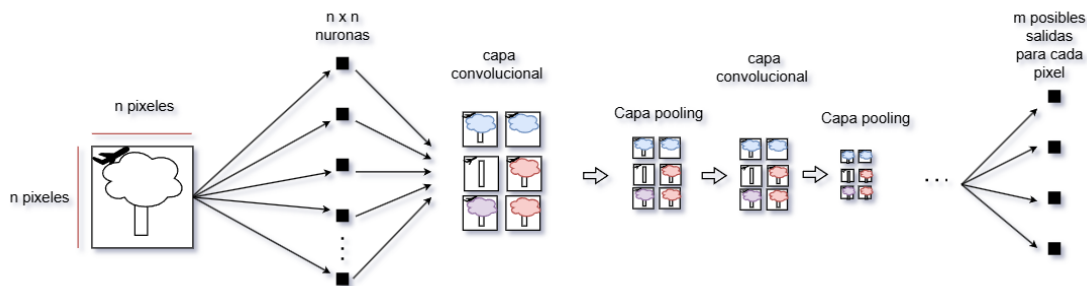 n pixeles
n pixeles
n x n
nuronas
capa
convolucional
Capa pooling
capa
convolucional
Capa pooling
. . .
m posibles
salidas
para cada
pixel